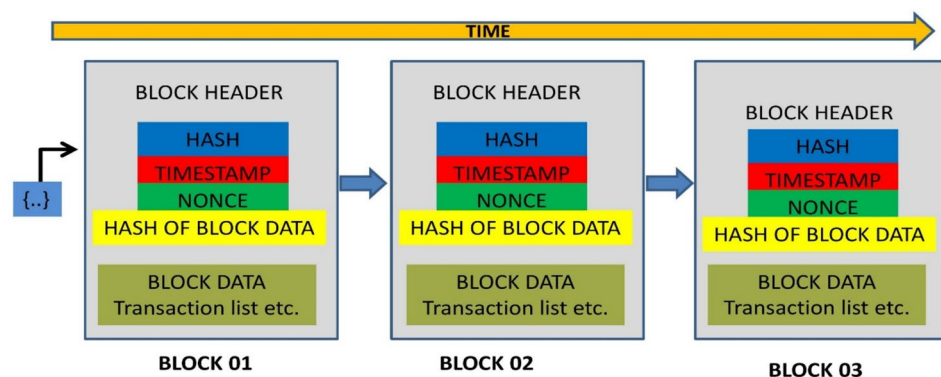 TIME
BLOCK HEADER
HASH
TIMESTAMP
NONCE
HASH OF BLOCK DATA
BLOCK DATA
Transaction list etc.
BLOCK 01
{..}
BLOCK HEADER
HASH
TIMESTAMP
NONCE
HASH OF BLOCK DATA
BLOCK DATA
Transaction list etc.
BLOCK 02
BLOCK HEADER
HASH
TIMESTAMP
NONCE
HASH OF BLOCK DATA
BLOCK DATA
Transaction list etc.
BLOCK 03